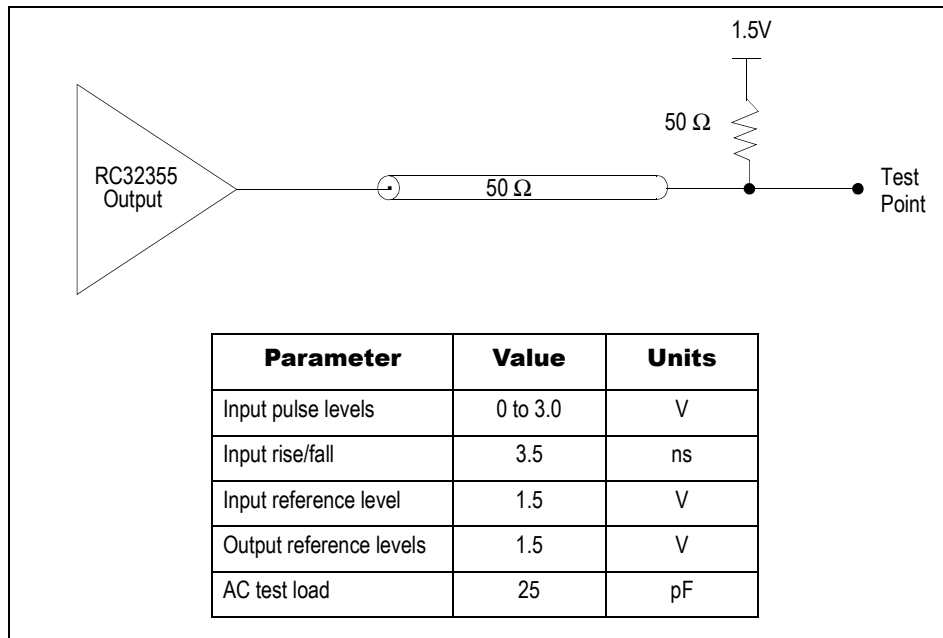 1.5V
50 Ω
RC32355
Output
50 Ω
Test
Point
Parameter Value Units
Input pulse levels 0 to 3.0 V
Input rise/fall 3.5 ns
Input reference level 1.5 V
Output reference levels 1.5 V
AC test load 25 pF